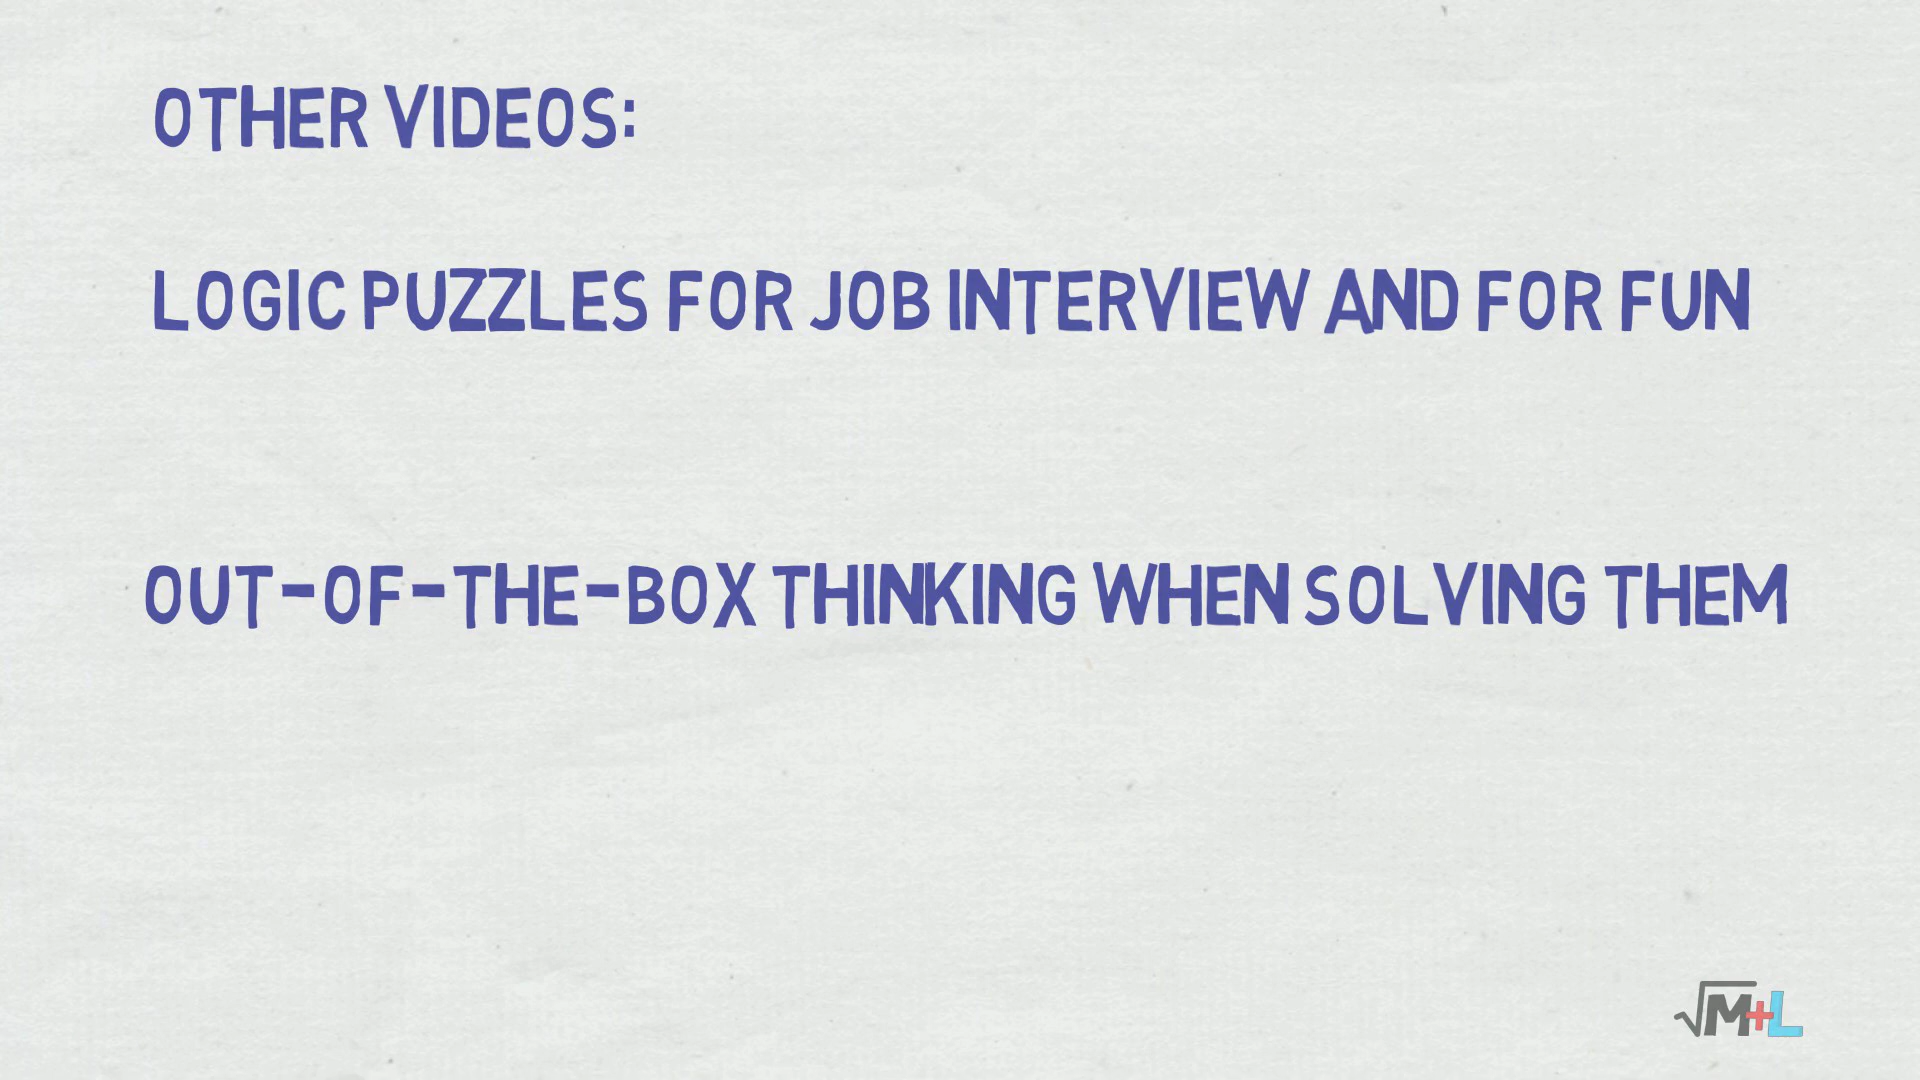 OTHER VIDEOS:
LOGIC PUZZLES FOR JOB INTERVIEW AND FOR FUN
OUT-OF-THE-BOX THINKING WHEN SOLVING THEM
√M+L